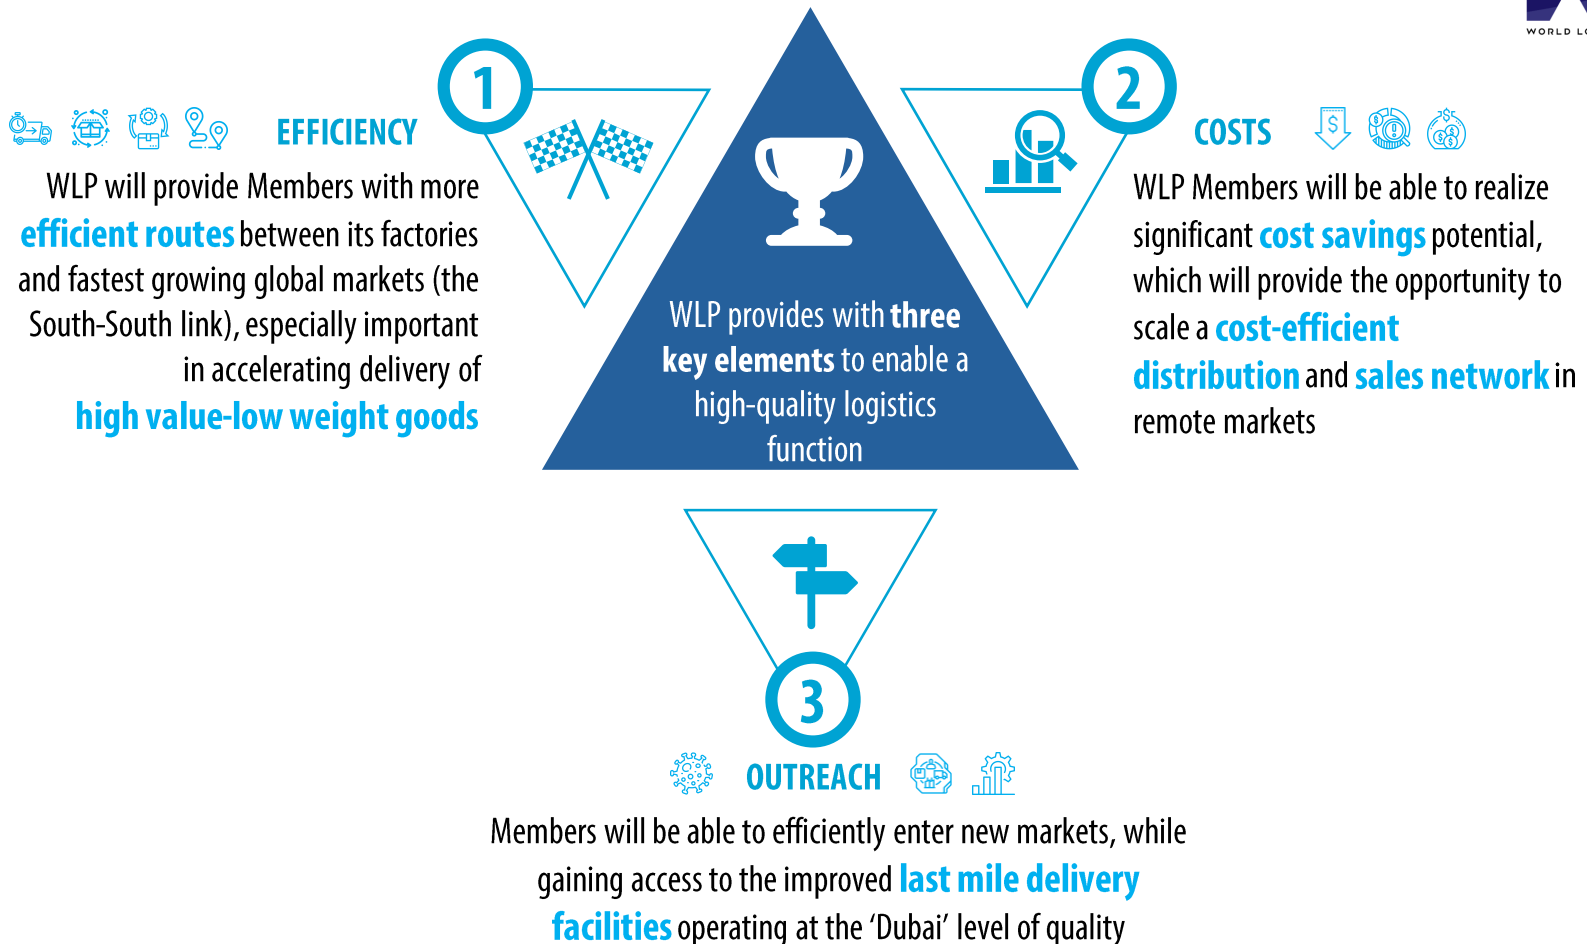 WORLD LO
1
EFFICIENCY
WLP will provide Members with more
efficient routes between its factories
and fastest growing global markets (the
South-South link), especially important
in accelerating delivery of
high value-low weight goods
WLP provides with three
key elements to enable a
high-quality logistics
function
2
COSTS
WLP Members will be able to realize
significant cost savings potential,
which will provide the opportunity to
scale a cost-efficient
distribution and sales network in
remote markets
3
OUTREACH
Members will be able to efficiently enter new markets, while
gaining access to the improved last mile delivery
facilities operating at the ‘Dubai’ level of quality